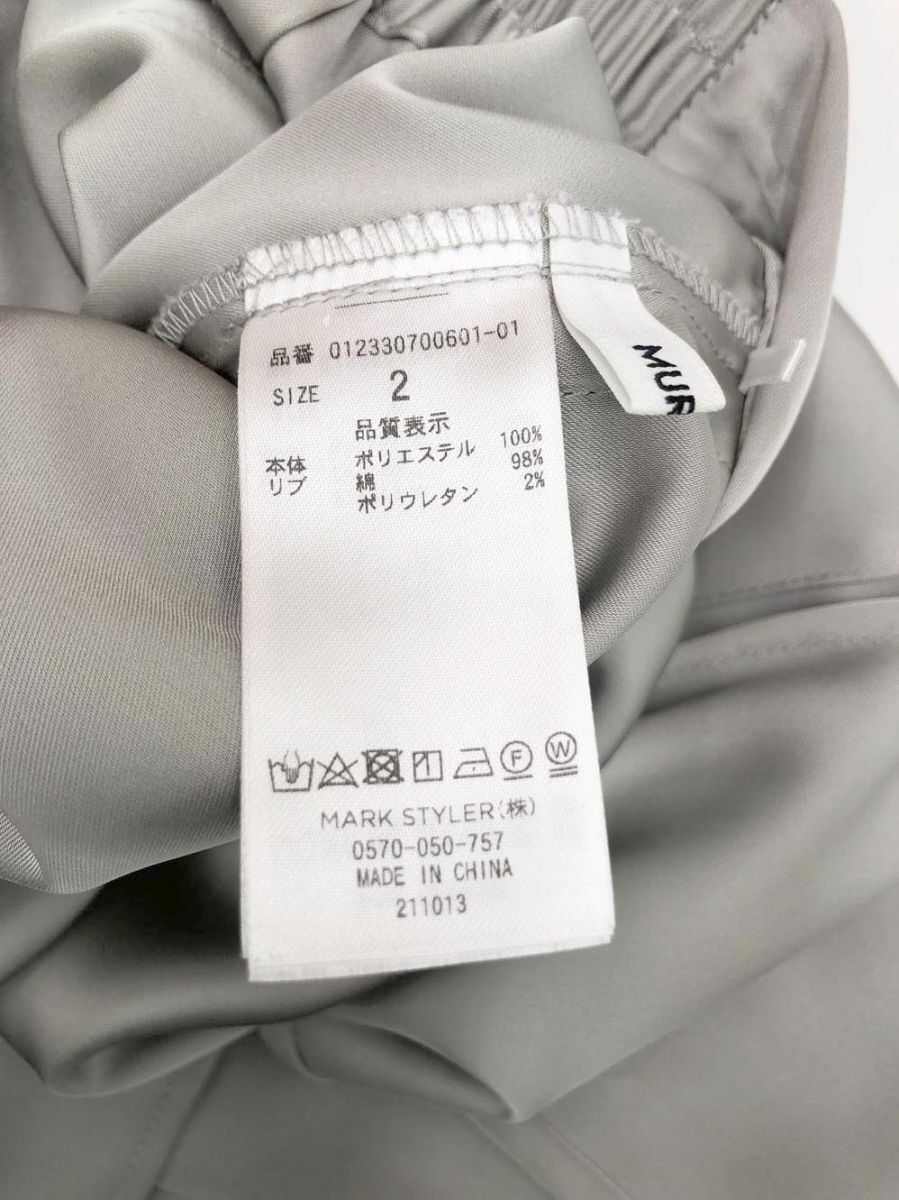 品番 012330700601-01
SIZE 2
品質表示
本体 ポリエステル 100%
リブ 綿 98%
ポリウレタン 2%
F W
MARK STYLER(株)
0570-050-757
MADE IN CHINA
211013
MUR